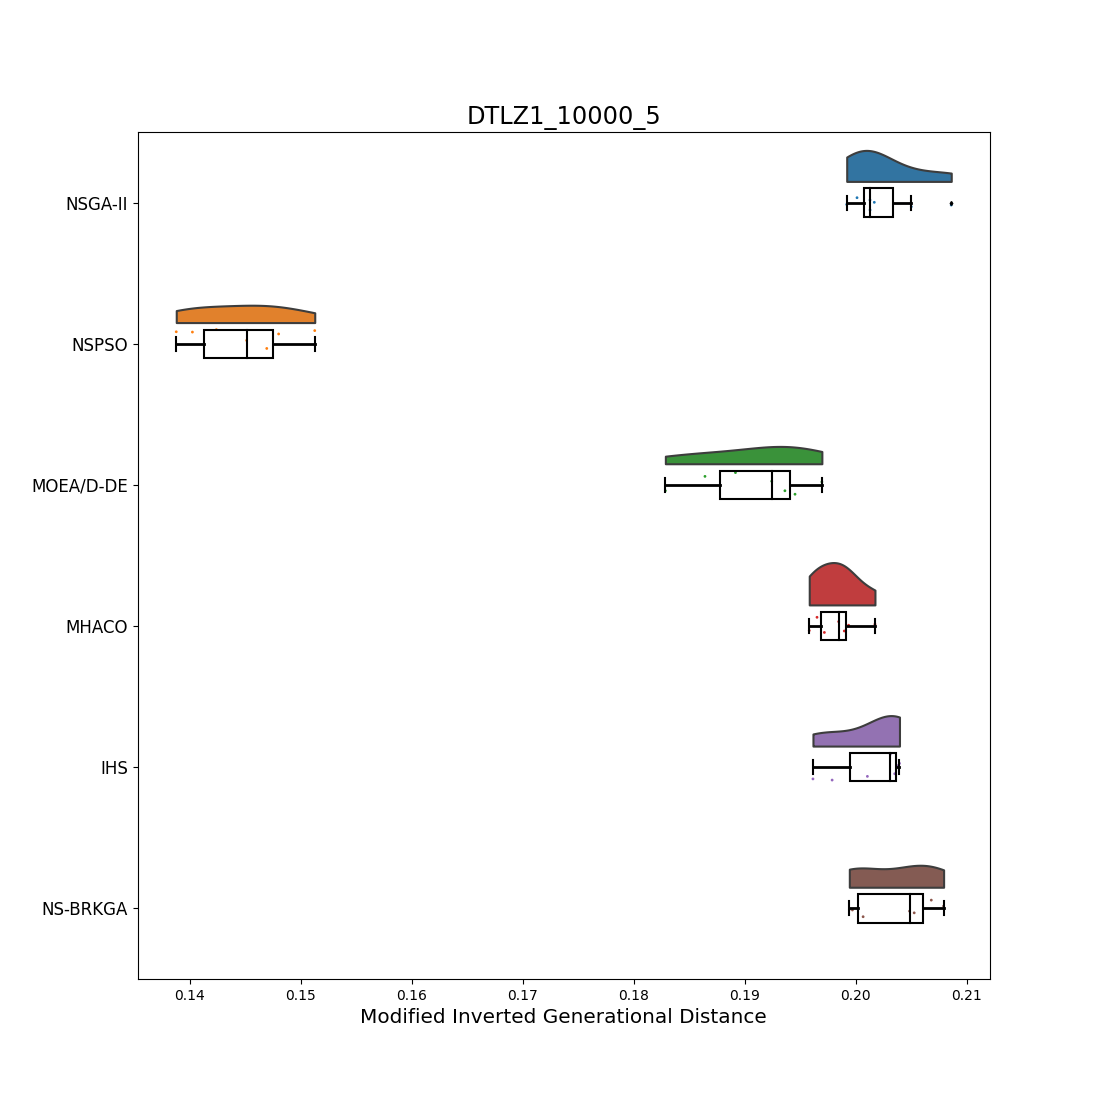 DTLZ1_10000_5
NSGA-II
NSPSO
MOEA/D-DE
MHACO
IHS
NS-BRKGA
0.14 0.15 0.16 0.17 0.18 0.19 0.20 0.21
Modified Inverted Generational Distance